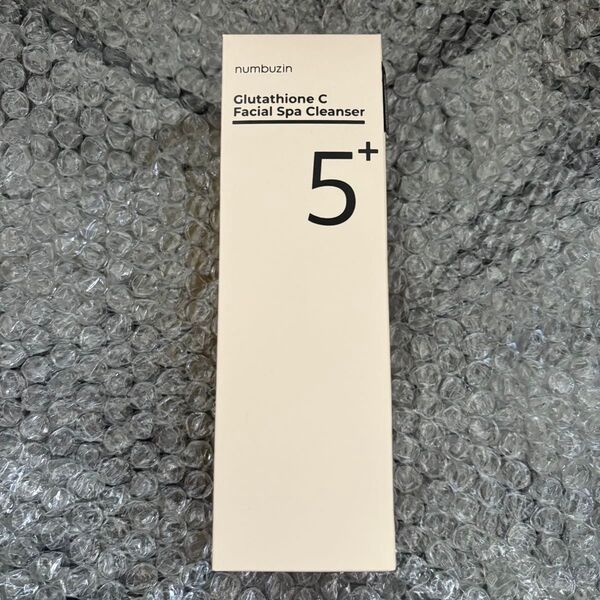 numbuzin
Glutathione C
Facial Spa Cleanser
5+